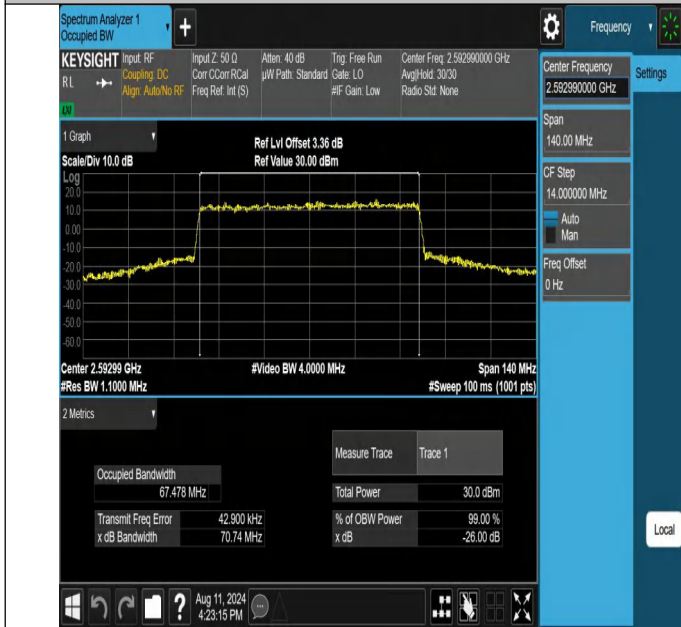 Spectrum Analyzer 1
Occupied BW
Frequency
KEYSIGHT
RL
LXI
Input: RF
Coupling: DC
Align: Auto/No RF
Input Z: 50 Ω
Corr CCorr RCal
Freq Ref: Int (S)
Atten: 40 dB
µW Path: Standard
Trig: Free Run
Gate: LO
#IF Gain: Low
Center Freq: 2.592990000 GHz
Avg|Hold: 30/30
Radio Std: None
1 Graph
Scale/Div 10.0 dB
Ref Lvl Offset 3.36 dB
Ref Value 30.00 dBm
Log
20.0
10.0
0.00
-10.0
-20.0
-30.0
-40.0
-50.0
-60.0
Center 2.59299 GHz
#Video BW 4.0000 MHz
Span 140 MHz
#Res BW 1.1000 MHz
#Sweep 100 ms (1001 pts)
2 Metrics
Measure Trace Trace 1
Occupied Bandwidth
67.478 MHz
Total Power 30.0 dBm
Transmit Freq Error 42.900 kHz
% of OBW Power 99.00 %
x dB Bandwidth 70.74 MHz
x dB -26.00 dB
Center Frequency
2.592990000 GHz
Settings
Span
140.00 MHz
CF Step
14.000000 MHz
Auto
Man
Freq Offset
0 Hz
Local
?
Aug 11, 2024
4:23:15 PM